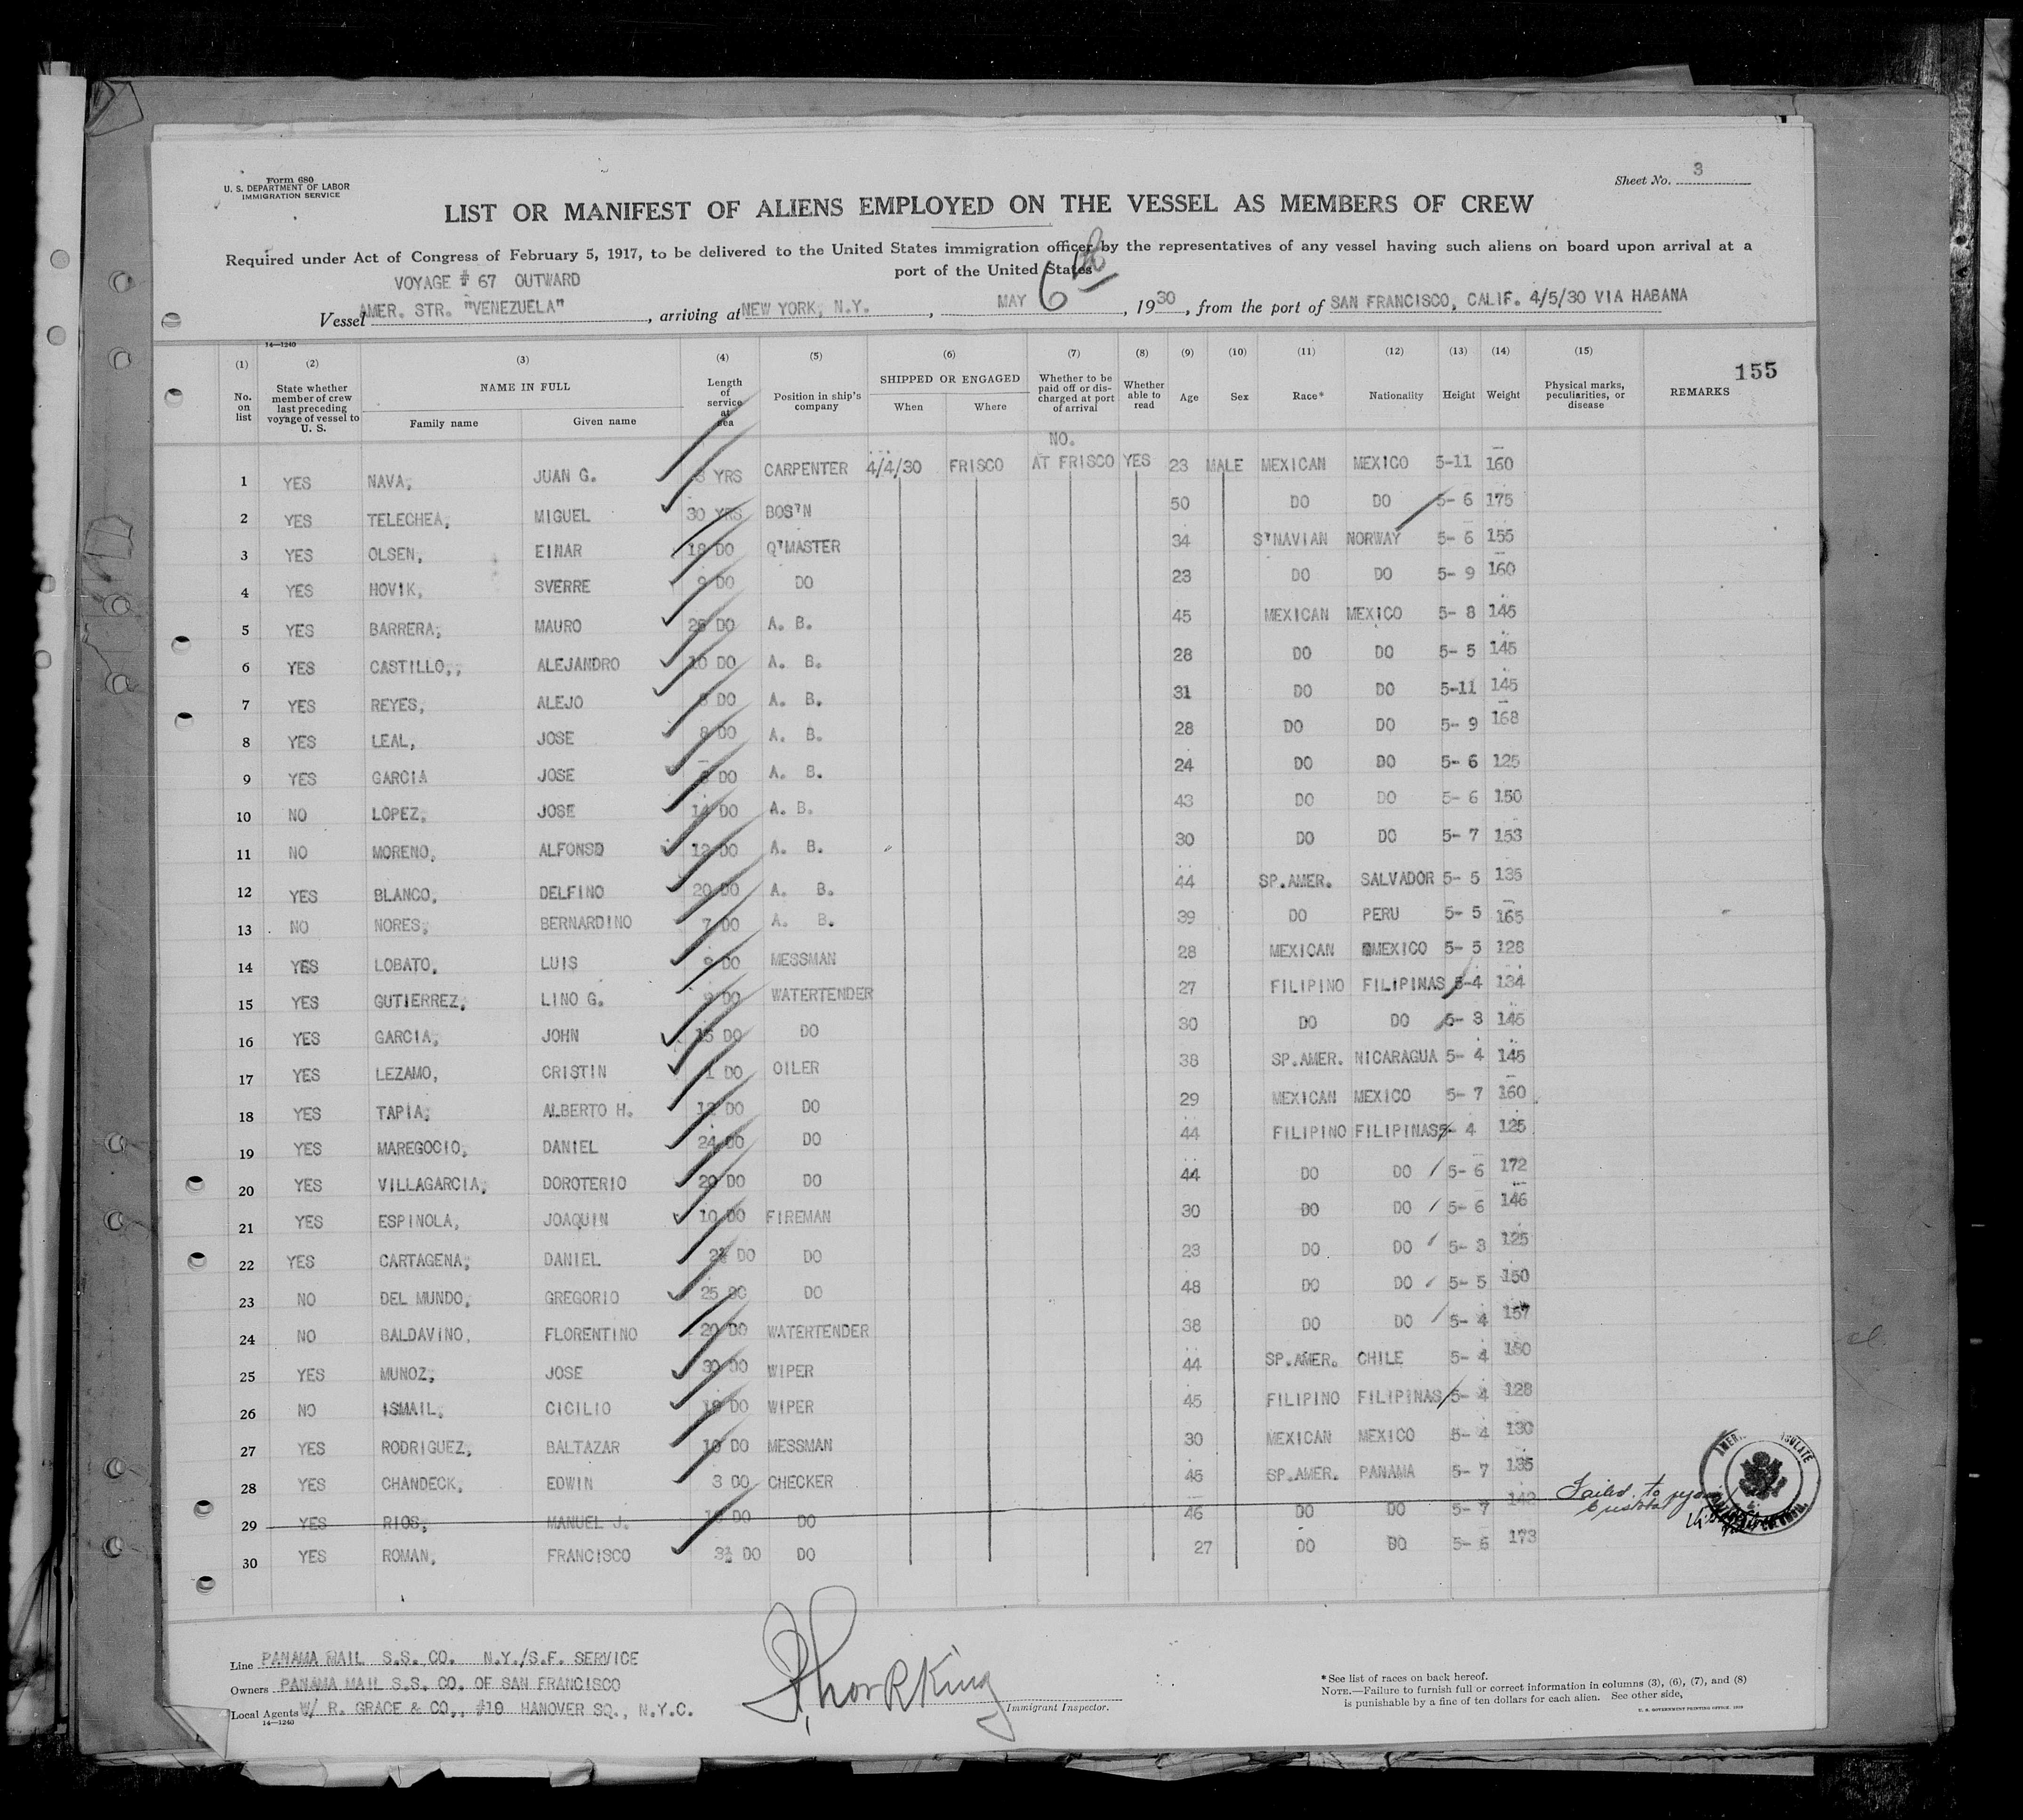 Form 680
U. S. DEPARTMENT OF LABOR
IMMIGRATION SERVICE
Sheet No. 3
LIST OR MANIFEST OF ALIENS EMPLOYED ON THE VESSEL AS MEMBERS OF CREW
Required under Act of Congress of February 5, 1917, to be delivered to the United States immigration officer by the representatives of any vessel having such aliens on board upon arrival at a
port of the United States
VOYAGE # 67 OUTWARD
Vessel AMER. STR. "VENEZUELA", arriving at NEW YORK, N.Y., MAY 6th, 1930, from the port of SAN FRANCISCO, CALIF. 4/5/30 VIA HABANA
14—1240
(1) (2) (3) (4) (5) (6) (7) (8) (9) (10) (11) (12) (13) (14) (15)
No. on list State whether member of crew last preceding voyage of vessel to U. S. NAME IN FULL Family name Given name Length of service at sea Position in ship's company SHIPPED OR ENGAGED When Where Whether to be paid off or discharged at port of arrival Whether able to read Age Sex Race* Nationality Height Weight Physical marks, peculiarities, or disease REMARKS 155
NO.
1 YES NAVA, JUAN G. YRS CARPENTER 4/4/30 FRISCO AT FRISCO YES 23 MALE MEXICAN MEXICO 5-11 160
2 YES TELECHEA, MIGUEL 30 YRS BOS'N 50 DO DO 5- 6 175
3 YES OLSEN, EINAR 18 DO Q'MASTER 34 S'NAVIAN NORWAY 5- 6 155
4 YES HOVIK, SVERRE 9 DO DO 23 DO DO 5- 9 160
5 YES BARRERA, MAURO DO A. B. 45 MEXICAN MEXICO 5- 8 145
6 YES CASTILLO,, ALEJANDRO 10 DO A. B. 28 DO DO 5- 5 145
7 YES REYES, ALEJO DO A. B. 31 DO DO 5-11 145
8 YES LEAL, JOSE 8 DO A. B. 28 DO DO 5- 9 168
9 YES GARCIA JOSE DO A. B. 24 DO DO 5- 6 125
10 NO LOPEZ, JOSE 14 DO A. B. 43 DO DO 5- 6 150
11 NO MORENO, ALFONSO 12 DO A. B. 30 DO DO 5- 7 153
12 YES BLANCO, DELFINO 20 DO A. B. 44 SP.AMER. SALVADOR 5- 5 135
13 NO NORES, BERNARDINO 7 DO A. B. 39 DO PERU 5- 5 165
14 YES LOBATO, LUIS 9 DO MESSMAN 28 MEXICAN MEXICO 5- 5 128
15 YES GUTIERREZ, LINO G. 9 DO WATERTENDER 27 FILIPINO FILIPINAS 5-4 134
16 YES GARCIA, JOHN 15 DO DO 30 DO DO 5- 3 145
17 YES LEZAMO, CRISTIN 1 DO OILER 38 SP.AMER. NICARAGUA 5- 4 145
18 YES TAPIA, ALBERTO H. 12 DO DO 29 MEXICAN MEXICO 5- 7 160
19 YES MAREGOCIO, DANIEL 24 DO DO 44 FILIPINO FILIPINAS 5- 4 125
20 YES VILLAGARCIA, DOROTERIO 20 DO DO 44 DO DO 5- 6 172
21 YES ESPINOLA, JOAQUIN 10 DO FIREMAN 30 DO DO 5- 6 146
22 YES CARTAGENA, DANIEL DO DO 23 DO DO 5- 3 125
23 NO DEL MUNDO, GREGORIO 25 DO DO 48 DO DO 5- 5 150
24 NO BALDAVINO, FLORENTINO 20 DO WATERTENDER 38 DO DO 5- 4 157
25 YES MUNOZ, JOSE 30 DO WIPER 44 SP.AMER. CHILE 5- 4
26 NO ISMAIL, CICILIO DO WIPER 45 FILIPINO FILIPINAS 5- 4 128
27 YES RODRIGUEZ, BALTAZAR 10 DO MESSMAN 30 MEXICAN MEXICO 5- 4 130
28 YES CHANDECK, EDWIN 3 DO CHECKER 45 SP.AMER. PANAMA 5- 7 135
29 YES RIOS, MANUEL J. DO DO 46 DO DO 5- 7 Failed to
30 YES ROMAN, FRANCISCO 3½ DO DO 27 DO DO 5- 6 173
Line PANAMA MAIL S.S. CO. N.Y./S.F. SERVICE
Owners PANAMA MAIL S.S. CO. OF SAN FRANCISCO
Local Agents W/ R. GRACE & CO,. #10 HANOVER SQ., N.Y.C.
14—1240
Immigrant Inspector.
*See list of races on back hereof.
NOTE.—Failure to furnish full or correct information in columns (3), (6), (7), and (8)
is punishable by a fine of ten dollars for each alien. See other side,